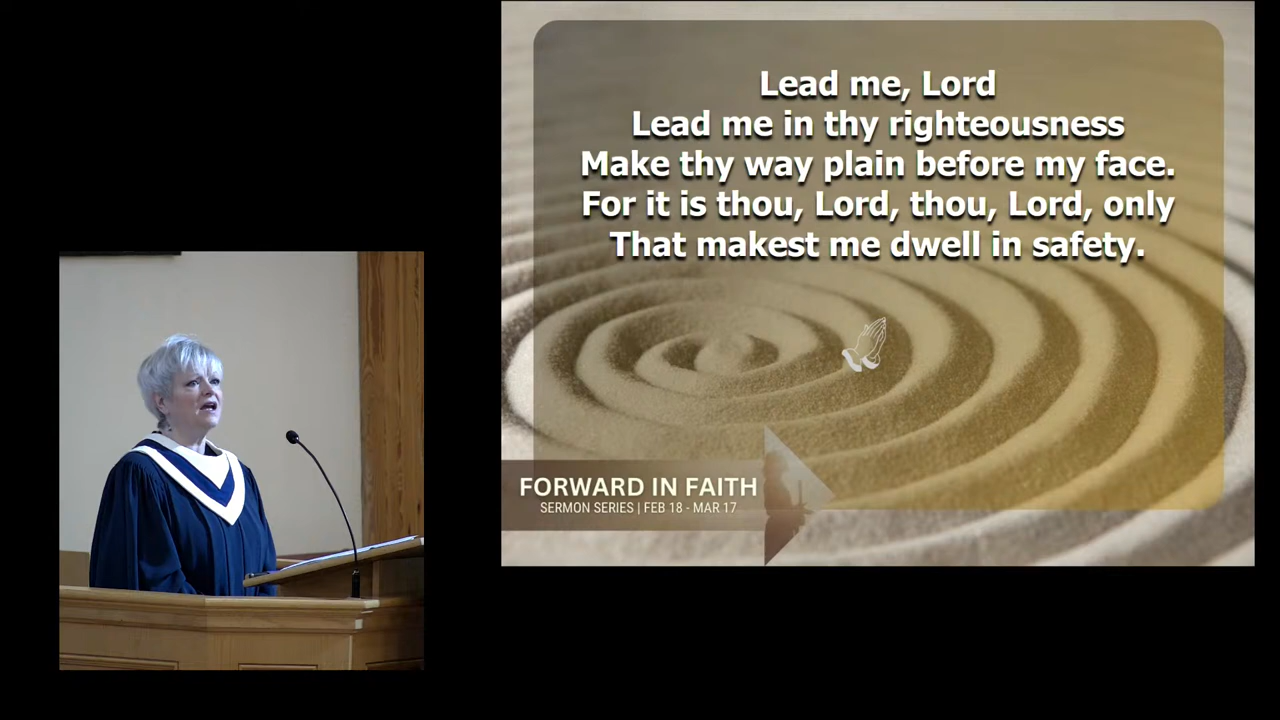 Lead me, Lord
Lead me in thy righteousness
Make thy way plain before my face.
For it is thou, Lord, thou, Lord, only
That makest me dwell in safety.
FORWARD IN FAITH
SERMON SERIES | FEB 18 - MAR 17